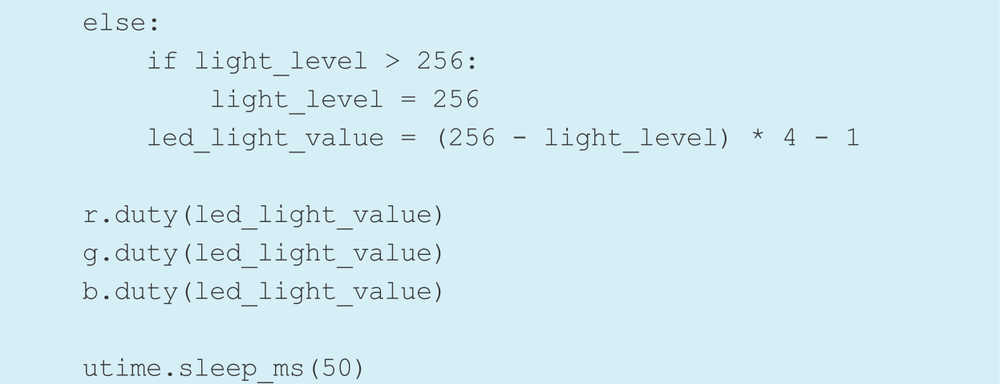 else:
    if light_level > 256:
        light_level = 256
    led_light_value = (256 - light_level) * 4 - 1
r.duty(led_light_value)
g.duty(led_light_value)
b.duty(led_light_value)
utime.sleep_ms(50)